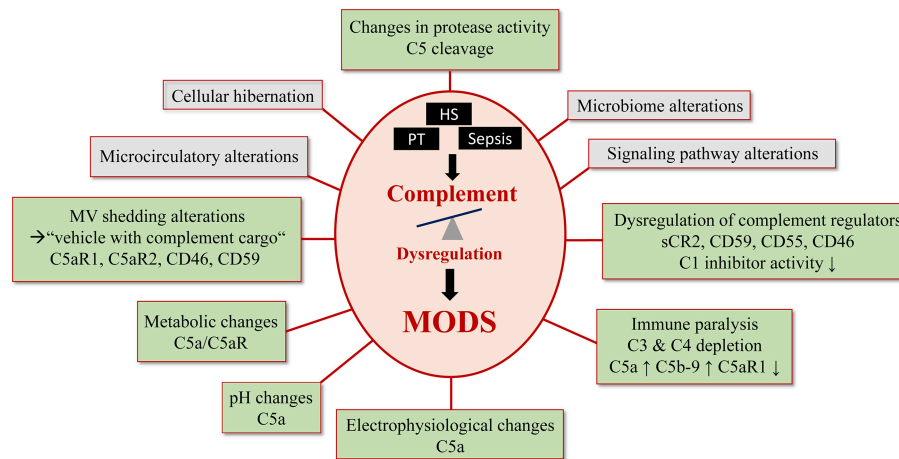 Changes in protease activity
C5 cleavage
Cellular hibernation
Microbiome alterations
Microcirculatory alterations
Signaling pathway alterations
HS
PT
Sepsis
Complement
Dysregulation
MODS
MV shedding alterations
→“vehicle with complement cargo“
C5aR1, C5aR2, CD46, CD59
Dysregulation of complement regulators
sCR2, CD59, CD55, CD46
C1 inhibitor activity ↓
Metabolic changes
C5a/C5aR
Immune paralysis
C3 & C4 depletion
C5a ↑ C5b-9 ↑ C5aR1 ↓
pH changes
C5a
Electrophysiological changes
C5a